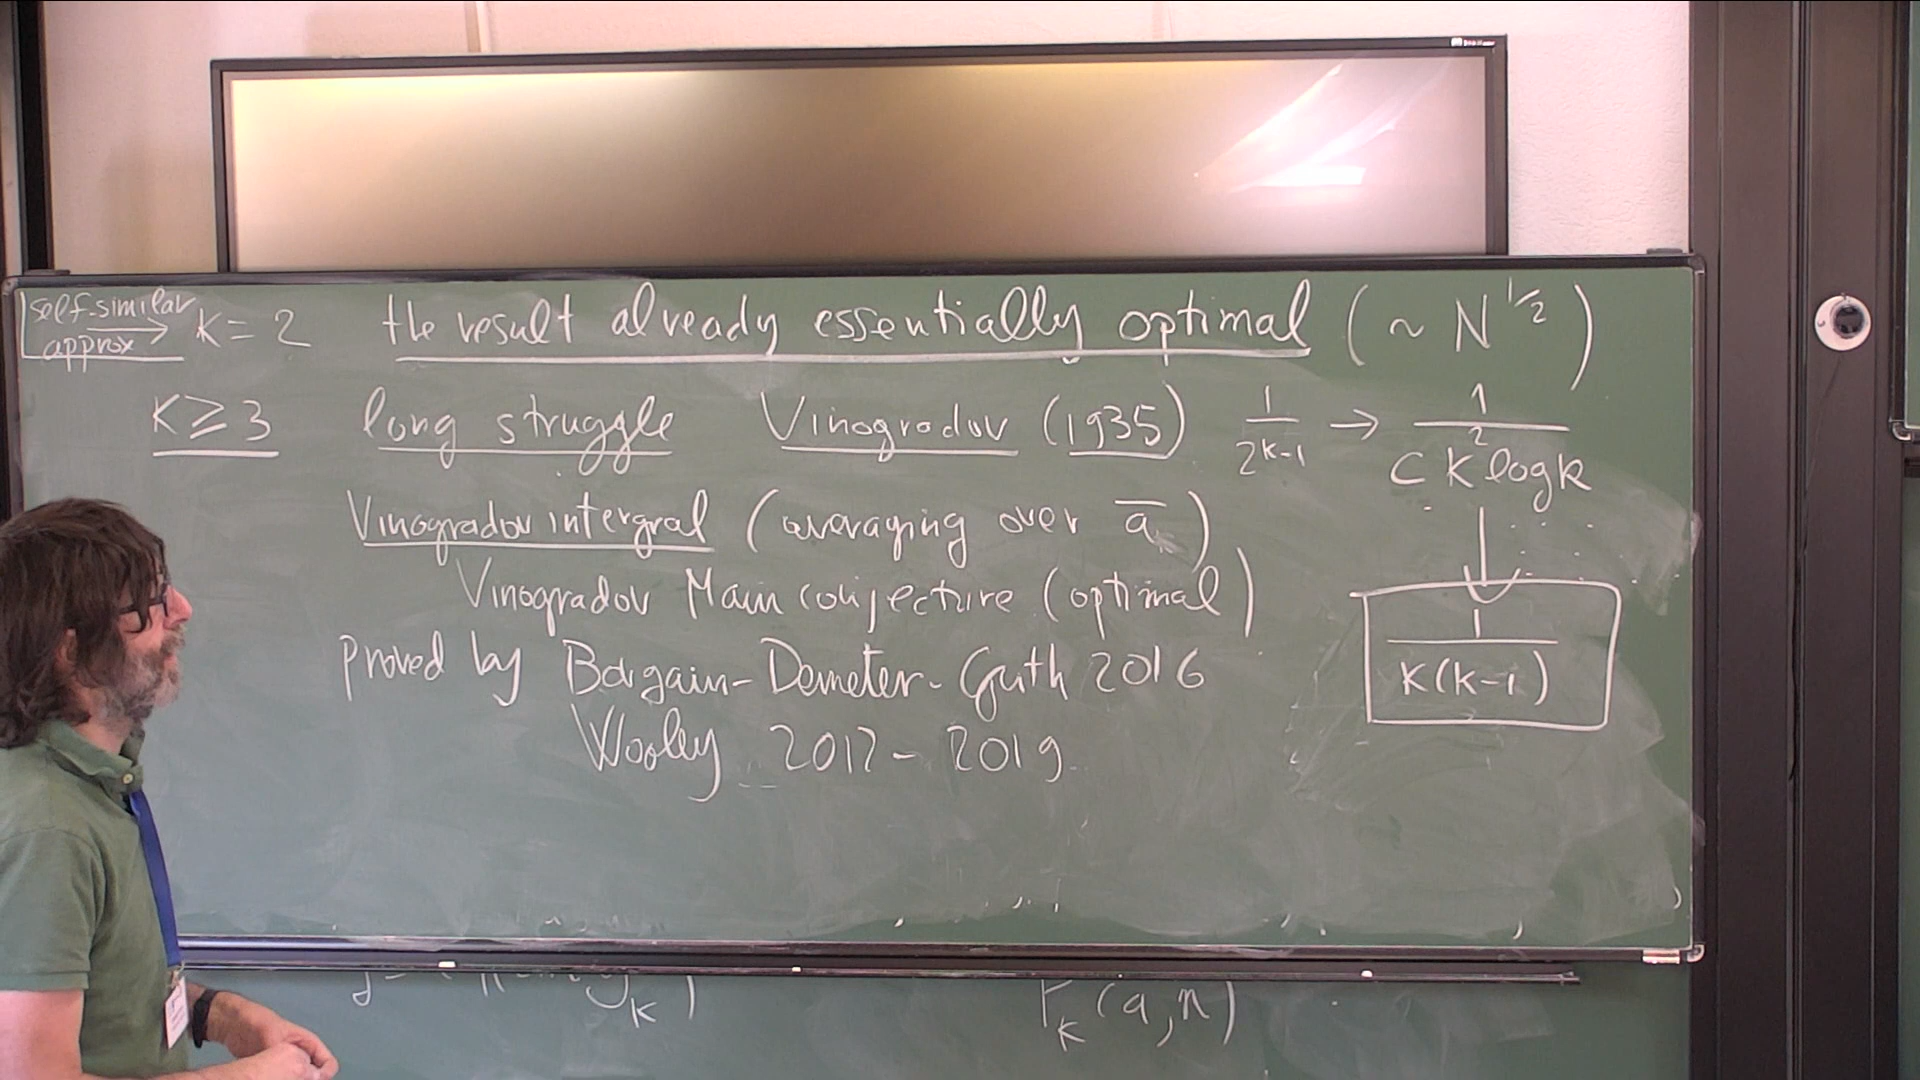 self-similar approx → K = 2 the result already essentially optimal (~ N^{1/2})
K ≥ 3 long struggle Vinogradov (1935) 1/2^{k-1} → 1/(C K^2 log k)
Vinogradov intergral (averaging over a̅)
Vinogradov Main conjecture (optimal)
1/(K(k-1))
proved by Bargain-Demeter-Guth 2016
Wooley 2017-2019
F_K(a,n)